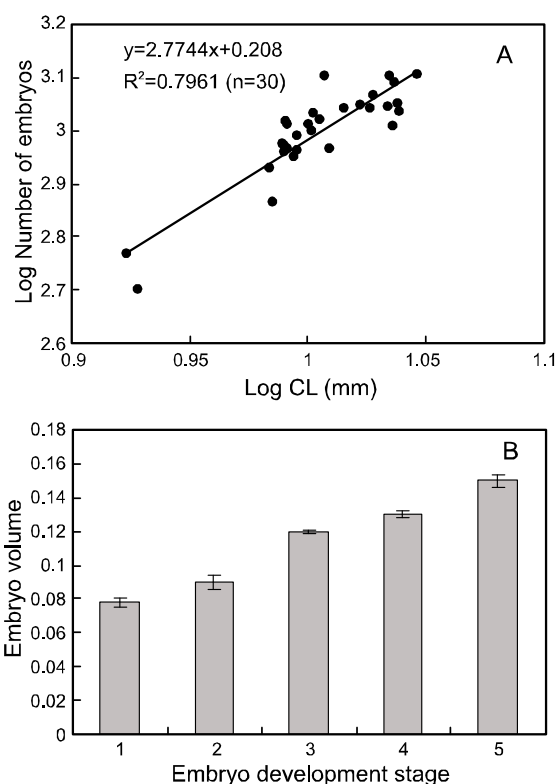 A
y=2.7744x+0.208
R²=0.7961 (n=30)
Log Number of embryos
3.2
3.1
3
2.9
2.8
2.7
2.6
0.9 0.95 1 1.05 1.1
Log CL (mm)
B
Embryo volume
0.18
0.16
0.14
0.12
0.1
0.08
0.06
0.04
0.02
0
1 2 3 4 5
Embryo development stage